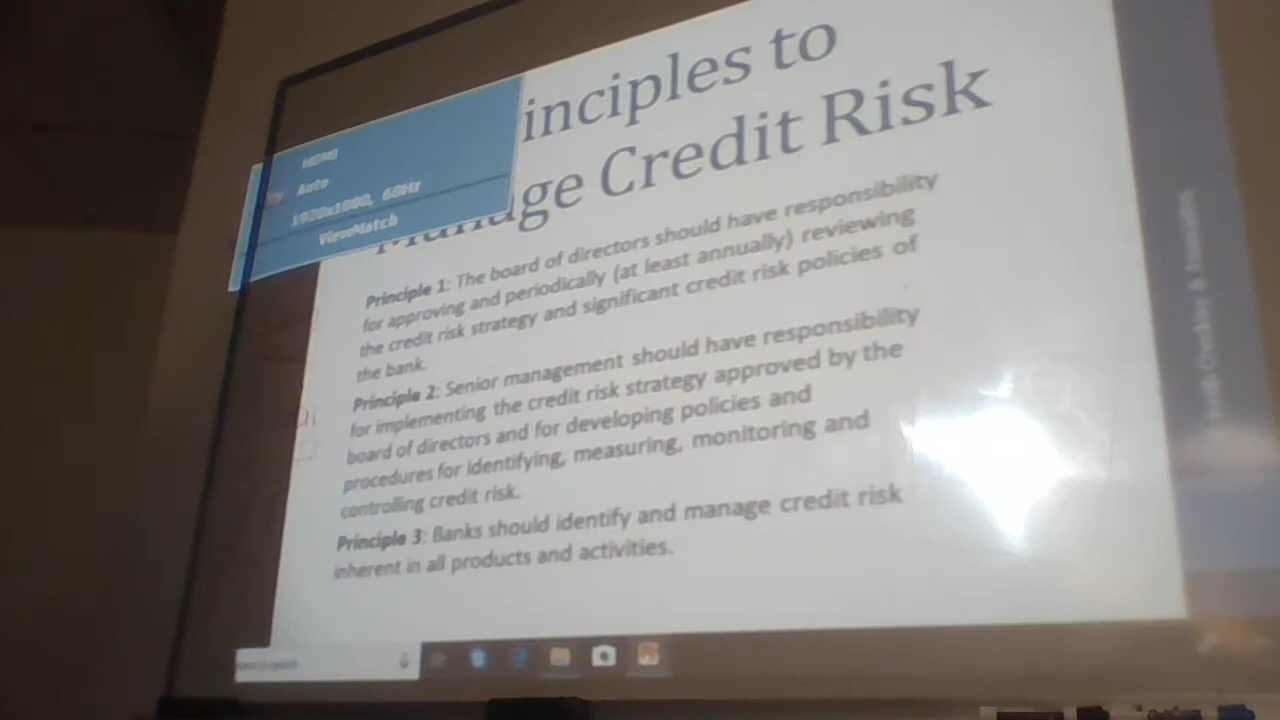 HDMI
Auto
1920x1080, 60Hz
ViewMatch
inciples to
Manage Credit Risk
Principle 1: The board of directors should have responsibility
for approving and periodically (at least annually) reviewing
the credit risk strategy and significant credit risk policies of
the bank.
Principle 2: Senior management should have responsibility
for implementing the credit risk strategy approved by the
board of directors and for developing policies and
procedures for identifying, measuring, monitoring and
controlling credit risk.
Principle 3: Banks should identify and manage credit risk
inherent in all products and activities.